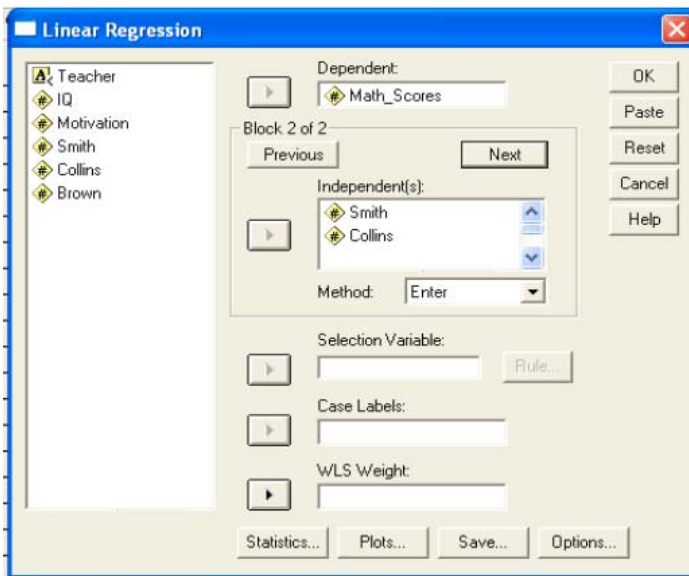 Linear Regression
Teacher
IQ
Motivation
Smith
Collins
Brown
Dependent:
Math_Scores
Block 2 of 2
Previous
Next
Independent(s):
Smith
Collins
Method:
Enter
Selection Variable:
Rule...
Case Labels:
WLS Weight:
Statistics...
Plots...
Save...
Options...
OK
Paste
Reset
Cancel
Help